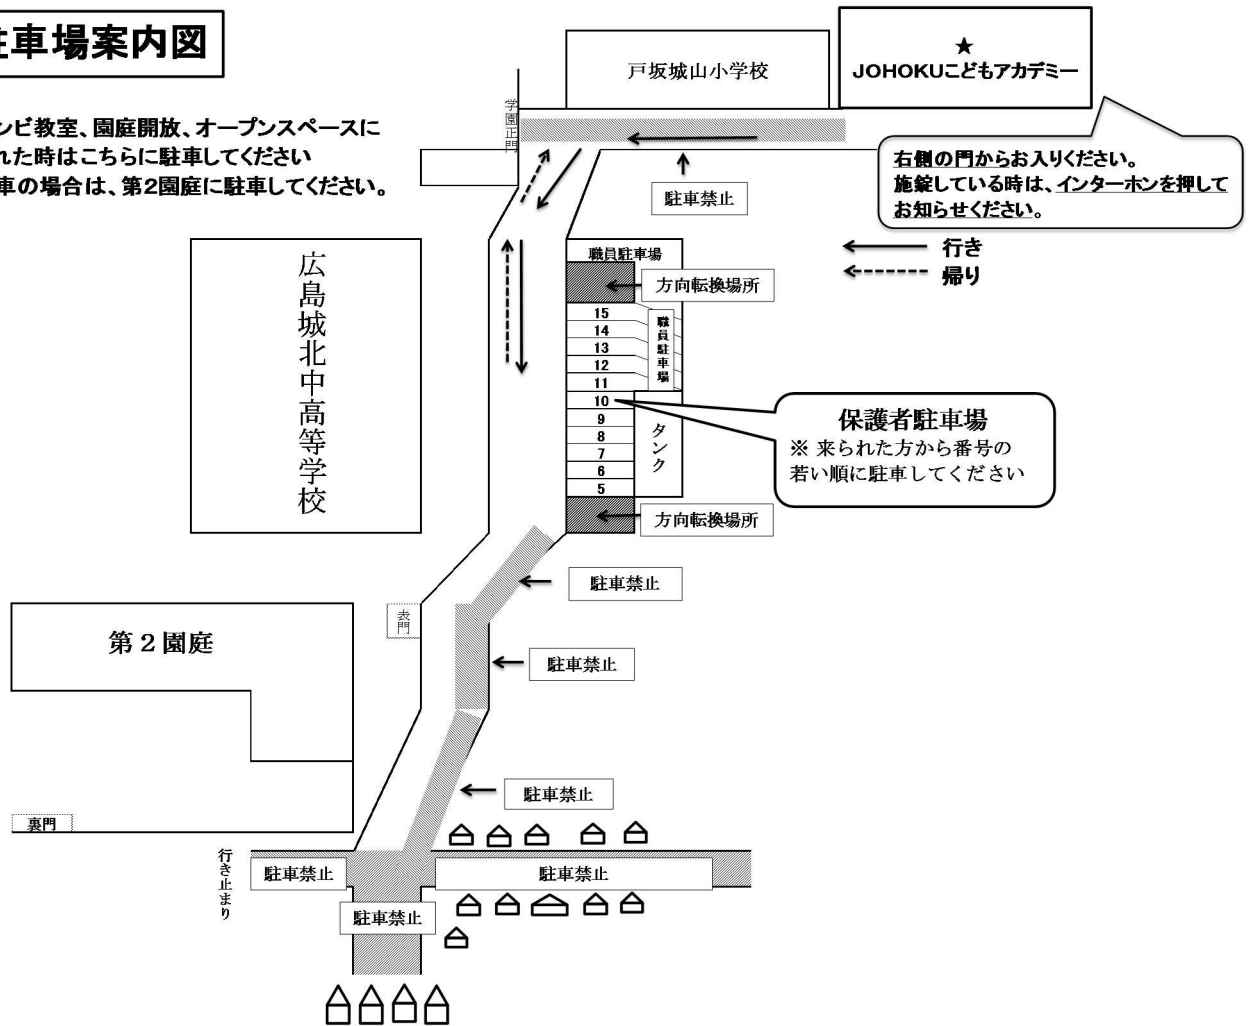 車場案内図
戸坂城山小学校
★
JOHOKUこどもアカデミー
学園正門
ンビ教室、園庭開放、オープンスペースに
れた時はこちらに駐車してください
車の場合は、第2園庭に駐車してください。
右側の門からお入りください。
施錠している時は、インターホンを押して
お知らせください。
駐車禁止
行き
帰り
職員駐車場
方向転換場所
広島城北中高等学校
15
14
13
12
11
10
9
8
7
6
5
職員駐車場
タンク
保護者駐車場
※ 来られた方から番号の
若い順に駐車してください
方向転換場所
駐車禁止
表門
第2園庭
駐車禁止
駐車禁止
裏門
行き止まり
駐車禁止
駐車禁止
駐車禁止